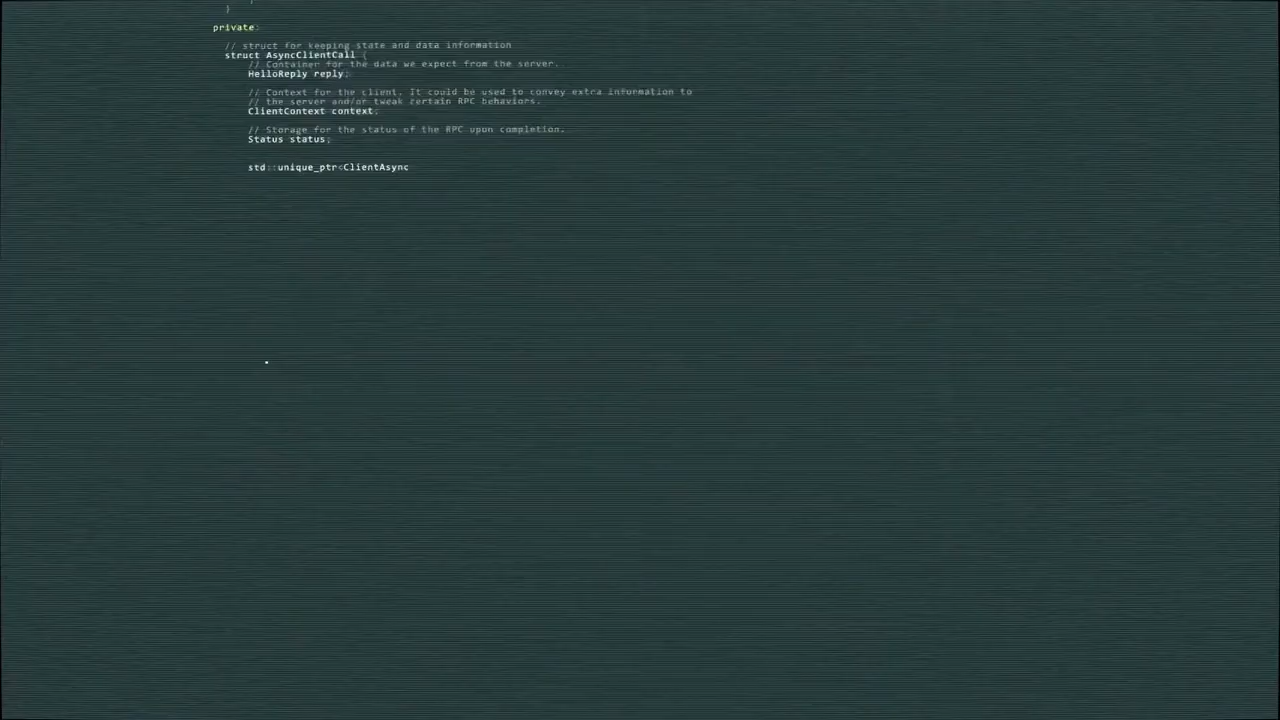 }
private:
// struct for keeping state and data information
struct AsyncClientCall {
// Container for the data we expect from the server.
HelloReply reply;
// Context for the client. It could be used to convey extra information to
// the server and/or tweak certain RPC behaviors.
ClientContext context;
// Storage for the status of the RPC upon completion.
Status status;
std::unique_ptr<ClientAsync